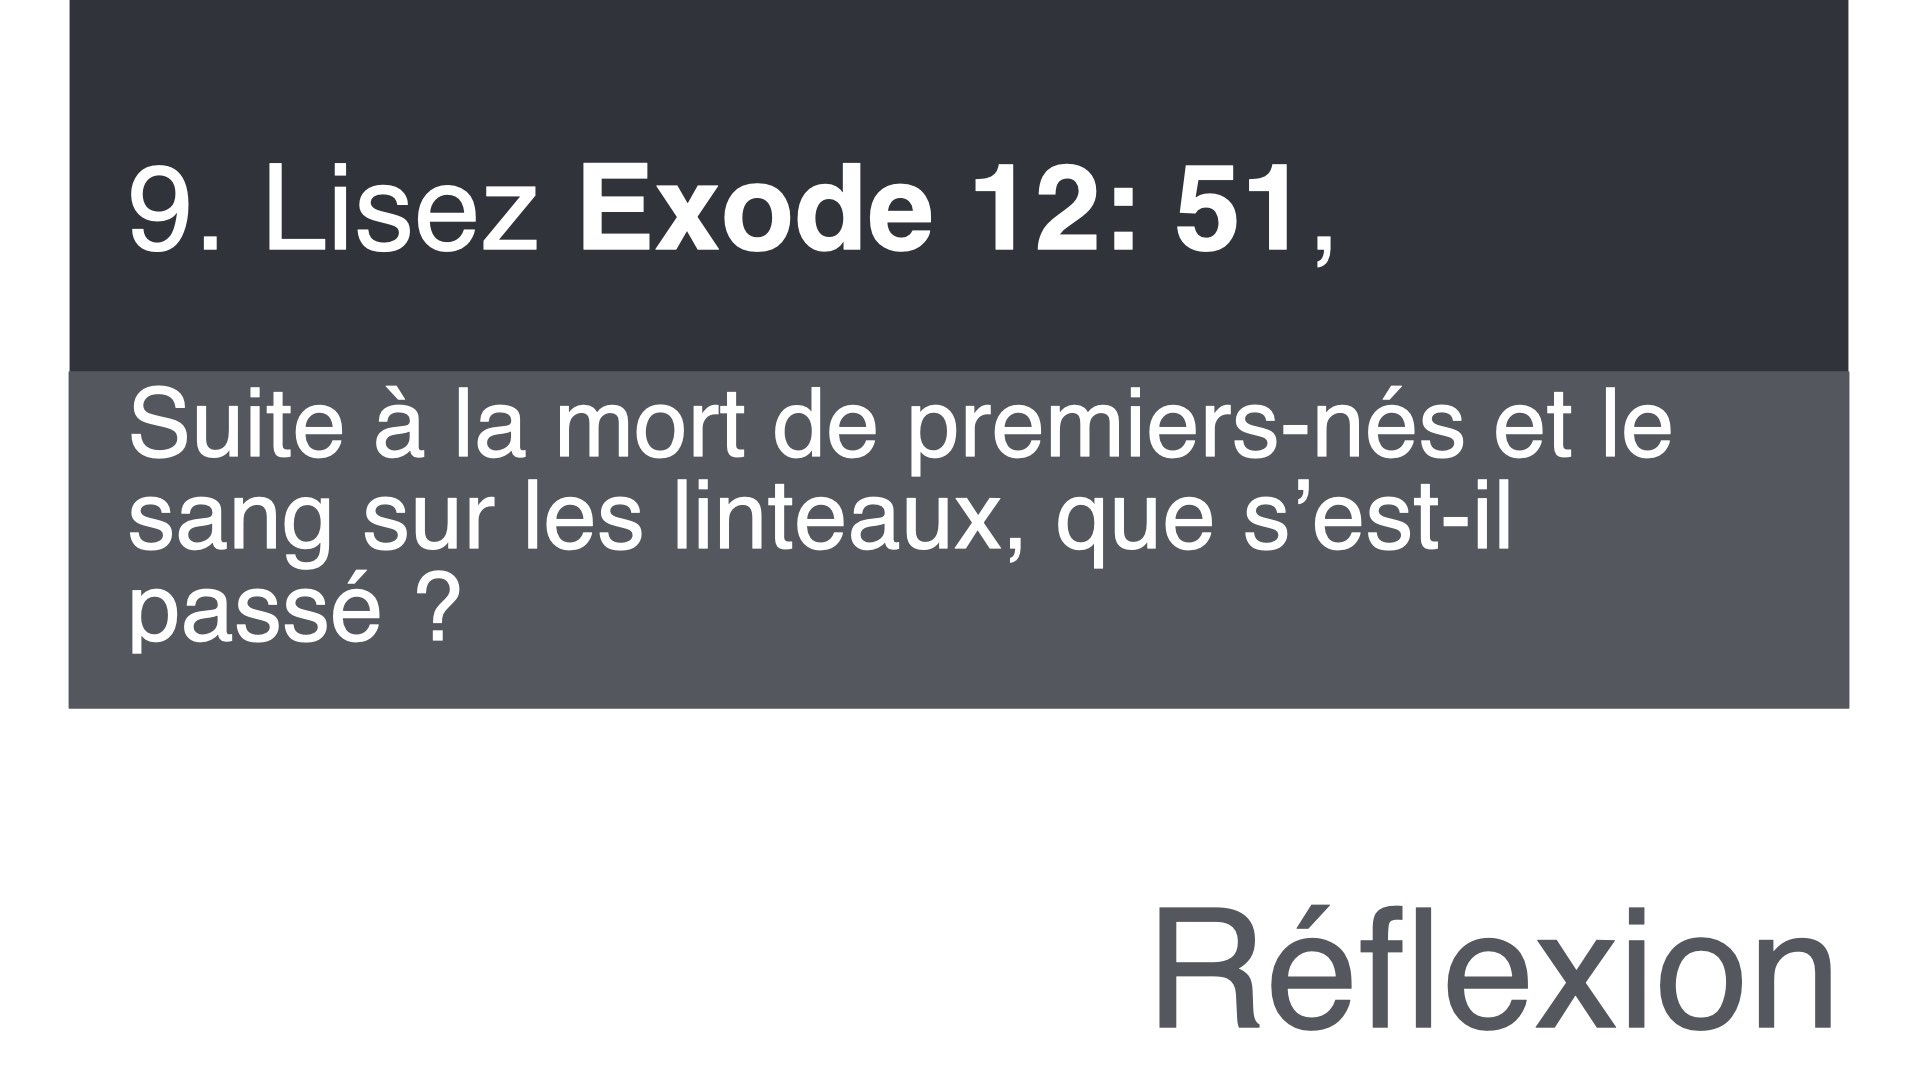 9. Lisez Exode 12: 51,
Suite à la mort de premiers-nés et le
sang sur les linteaux, que s’est-il
passé ?
Réflexion